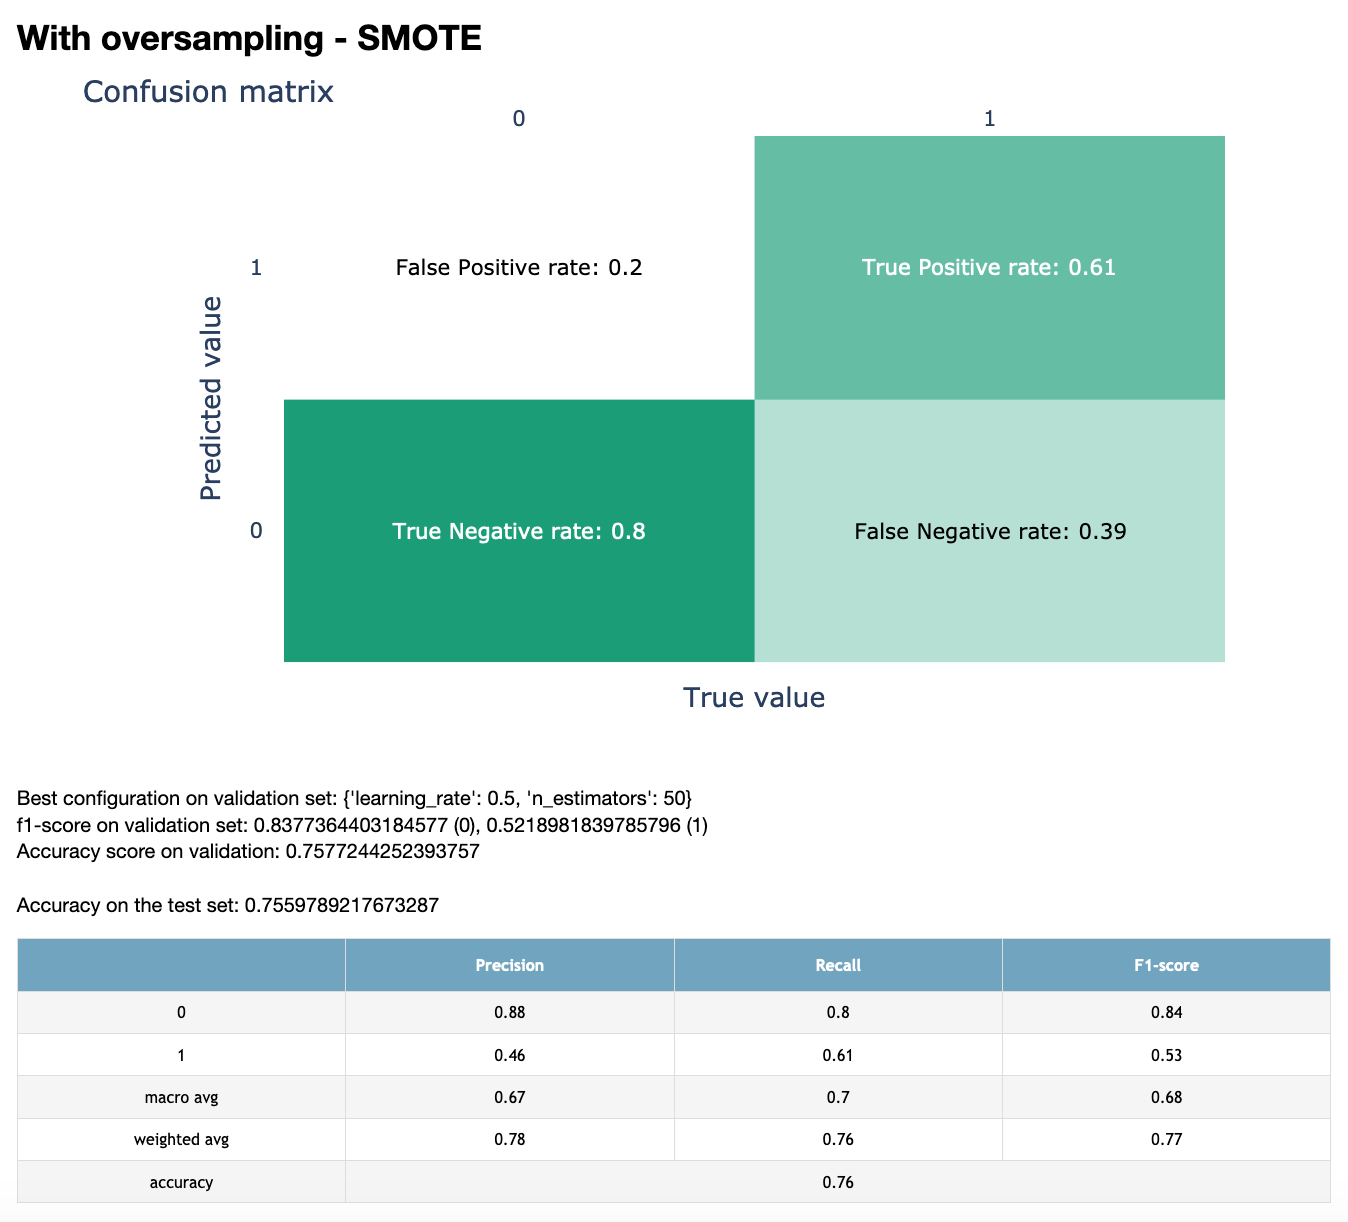 With oversampling - SMOTE
Confusion matrix
0 1
1 False Positive rate: 0.2 True Positive rate: 0.61
Predicted value
0 True Negative rate: 0.8 False Negative rate: 0.39
True value
Best configuration on validation set: {'learning_rate': 0.5, 'n_estimators': 50}
f1-score on validation set: 0.8377364403184577 (0), 0.5218981839785796 (1)
Accuracy score on validation: 0.7577244252393757
Accuracy on the test set: 0.7559789217673287
Precision Recall F1-score
0 0.88 0.8 0.84
1 0.46 0.61 0.53
macro avg 0.67 0.7 0.68
weighted avg 0.78 0.76 0.77
accuracy 0.76